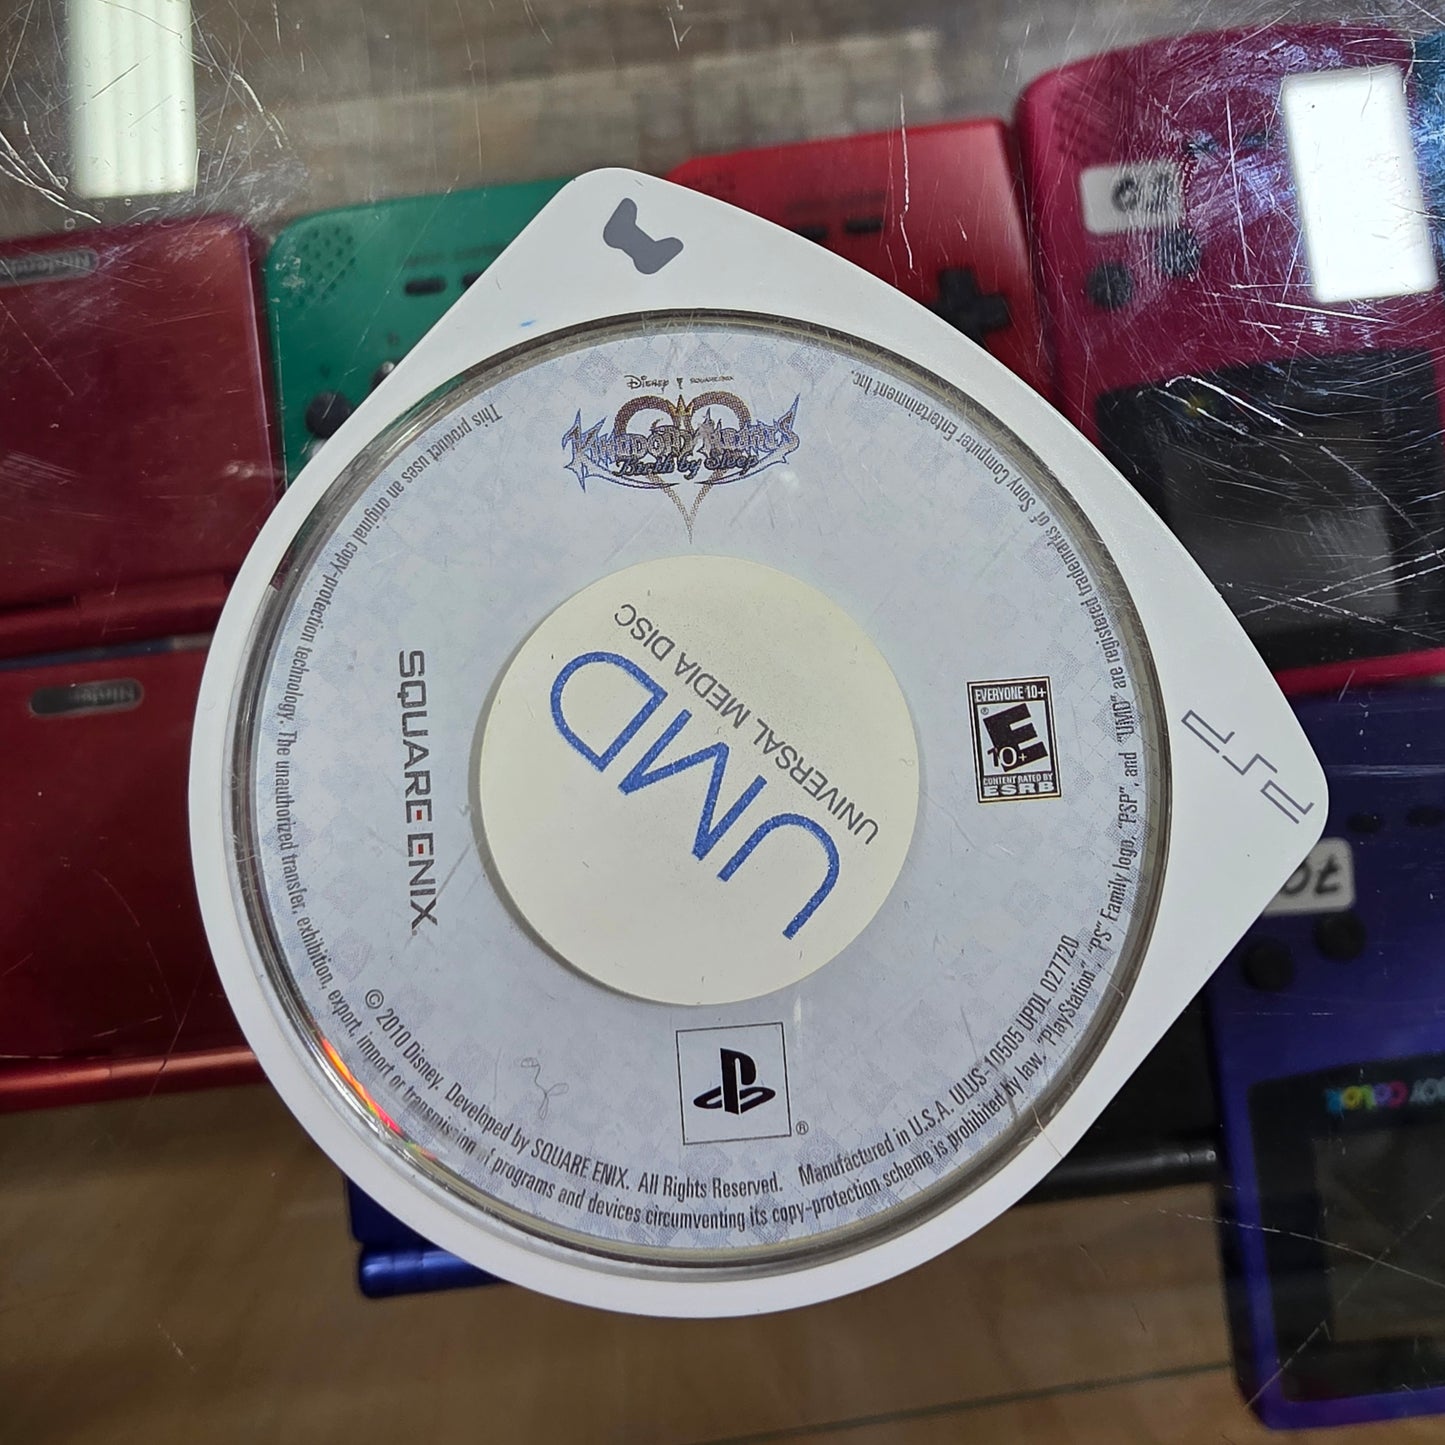 Disney SQUARE ENIX
KINGDOM HEARTS
Birth by Sleep
SQUARE ENIX
UMD
UNIVERSAL MEDIA DISC
EVERYONE 10+
E
10+
®
CONTENT RATED BY
ESRB
®
© 2010 Disney. Developed by SQUARE ENIX. All Rights Reserved. Manufactured in U.S.A. ULUS-10505 UPDL 027720
This product uses an original copy-protection technology. The unauthorized transfer, exhibition, export, import or transmission of programs and devices circumventing its copy-protection scheme is prohibited by law. "PlayStation", "PS" Family logo, "PSP", and "UMD" are registered trademarks of Sony Computer Entertainment Inc.
PSP
Nintendo
Nintendo
COLOR